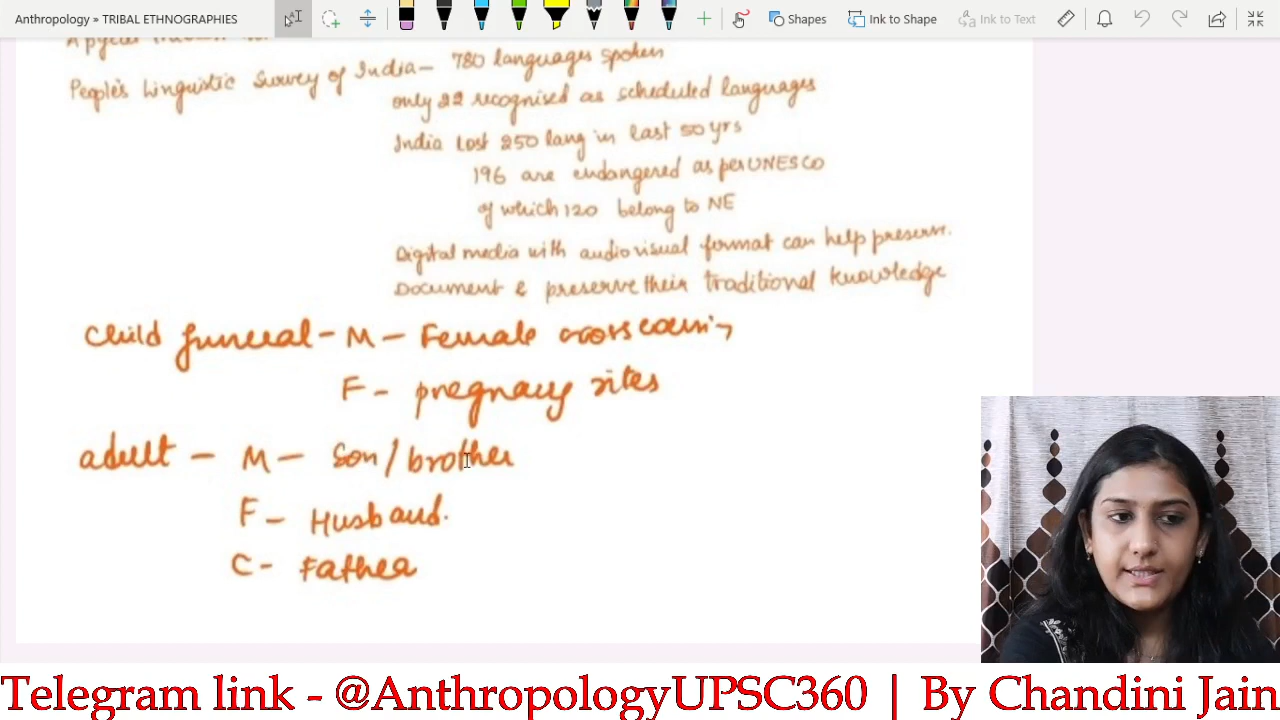 Anthropology » TRIBAL ETHNOGRAPHIES
Shapes
Ink to Shape
Ink to Text
People's Linguistic Survey of India - 780 languages spoken
only 22 recognised as scheduled languages
India lost 250 lang in last 50 yrs
196 are endangered as per UNESCO
of which 120 belong to NE
Digital media with audio visual format can help preserve.
Document & preserve their traditional knowledge
Child funeral - M - Female cross cousin
F - pregnacy rites
adult - M - Son/brother
F - Husband.
C - Father
Telegram link - @AnthropologyUPSC360 | By Chandini Jain